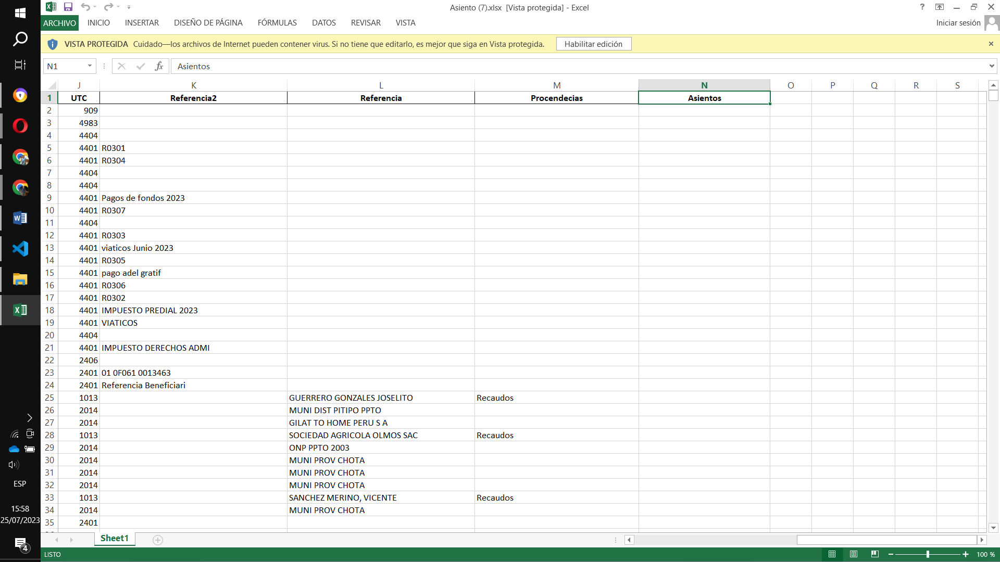 Asiento (7).xlsx  [Vista protegida] - Excel
ARCHIVO INICIO INSERTAR DISEÑO DE PÁGINA FÓRMULAS DATOS REVISAR VISTA Iniciar sesión
VISTA PROTEGIDA Cuidado—los archivos de Internet pueden contener virus. Si no tiene que editarlo, es mejor que siga en Vista protegida. Habilitar edición
N1 fx Asientos
J K L M N O P Q R S
1 UTC Referencia2 Referencia Procendecias Asientos
2 909
3 4983
4 4404
5 4401 R0301
6 4401 R0304
7 4404
8 4404
9 4401 Pagos de fondos 2023
10 4401 R0307
11 4404
12 4401 R0303
13 4401 viaticos Junio 2023
14 4401 R0305
15 4401 pago adel gratif
16 4401 R0306
17 4401 R0302
18 4401 IMPUESTO PREDIAL 2023
19 4401 VIATICOS
20 4404
21 4401 IMPUESTO DERECHOS ADMI
22 2406
23 2401 01 0F061 0013463
24 2401 Referencia Beneficiari
25 1013 GUERRERO GONZALES JOSELITO Recaudos
26 2014 MUNI DIST PITIPO PPTO
27 2014 GILAT TO HOME PERU S A
28 1013 SOCIEDAD AGRICOLA OLMOS SAC Recaudos
29 2014 ONP PPTO 2003
30 2014 MUNI PROV CHOTA
31 2014 MUNI PROV CHOTA
32 2014 MUNI PROV CHOTA
33 1013 SANCHEZ MERINO, VICENTE Recaudos
34 2014 MUNI PROV CHOTA
35 2401
Sheet1
LISTO 100 %
ESP
15:58
25/07/2023
4